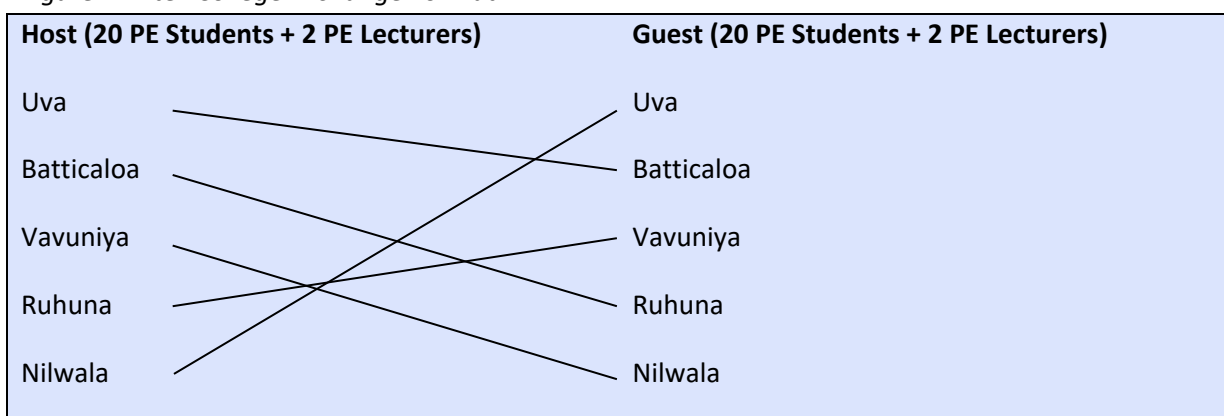 Host (20 PE Students + 2 PE Lecturers) Guest (20 PE Students + 2 PE Lecturers)
Uva Uva
Batticaloa Batticaloa
Vavuniya Vavuniya
Ruhuna Ruhuna
Nilwala Nilwala